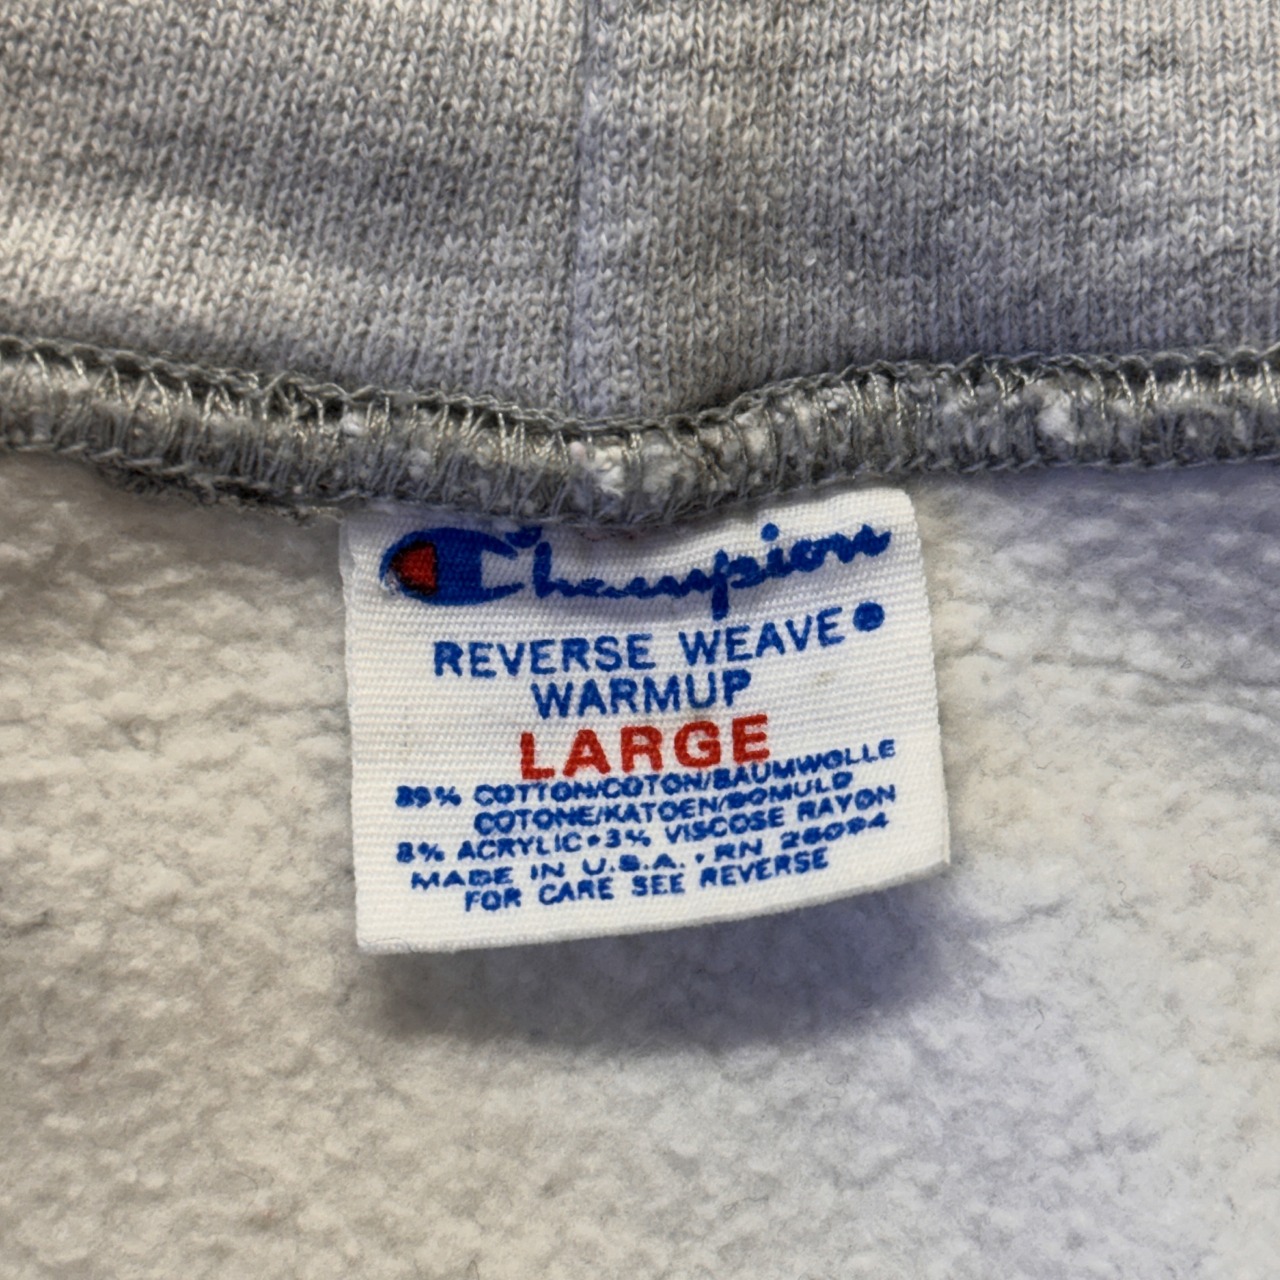 Champion
REVERSE WEAVE
WARMUP
LARGE
89% COTTON/COTON/BAUMWOLLE
COTONE/KATOEN/BOMULD
8% ACRYLIC•3% VISCOSE RAYON
MADE IN U.S.A. • RN 26094
FOR CARE SEE REVERSE